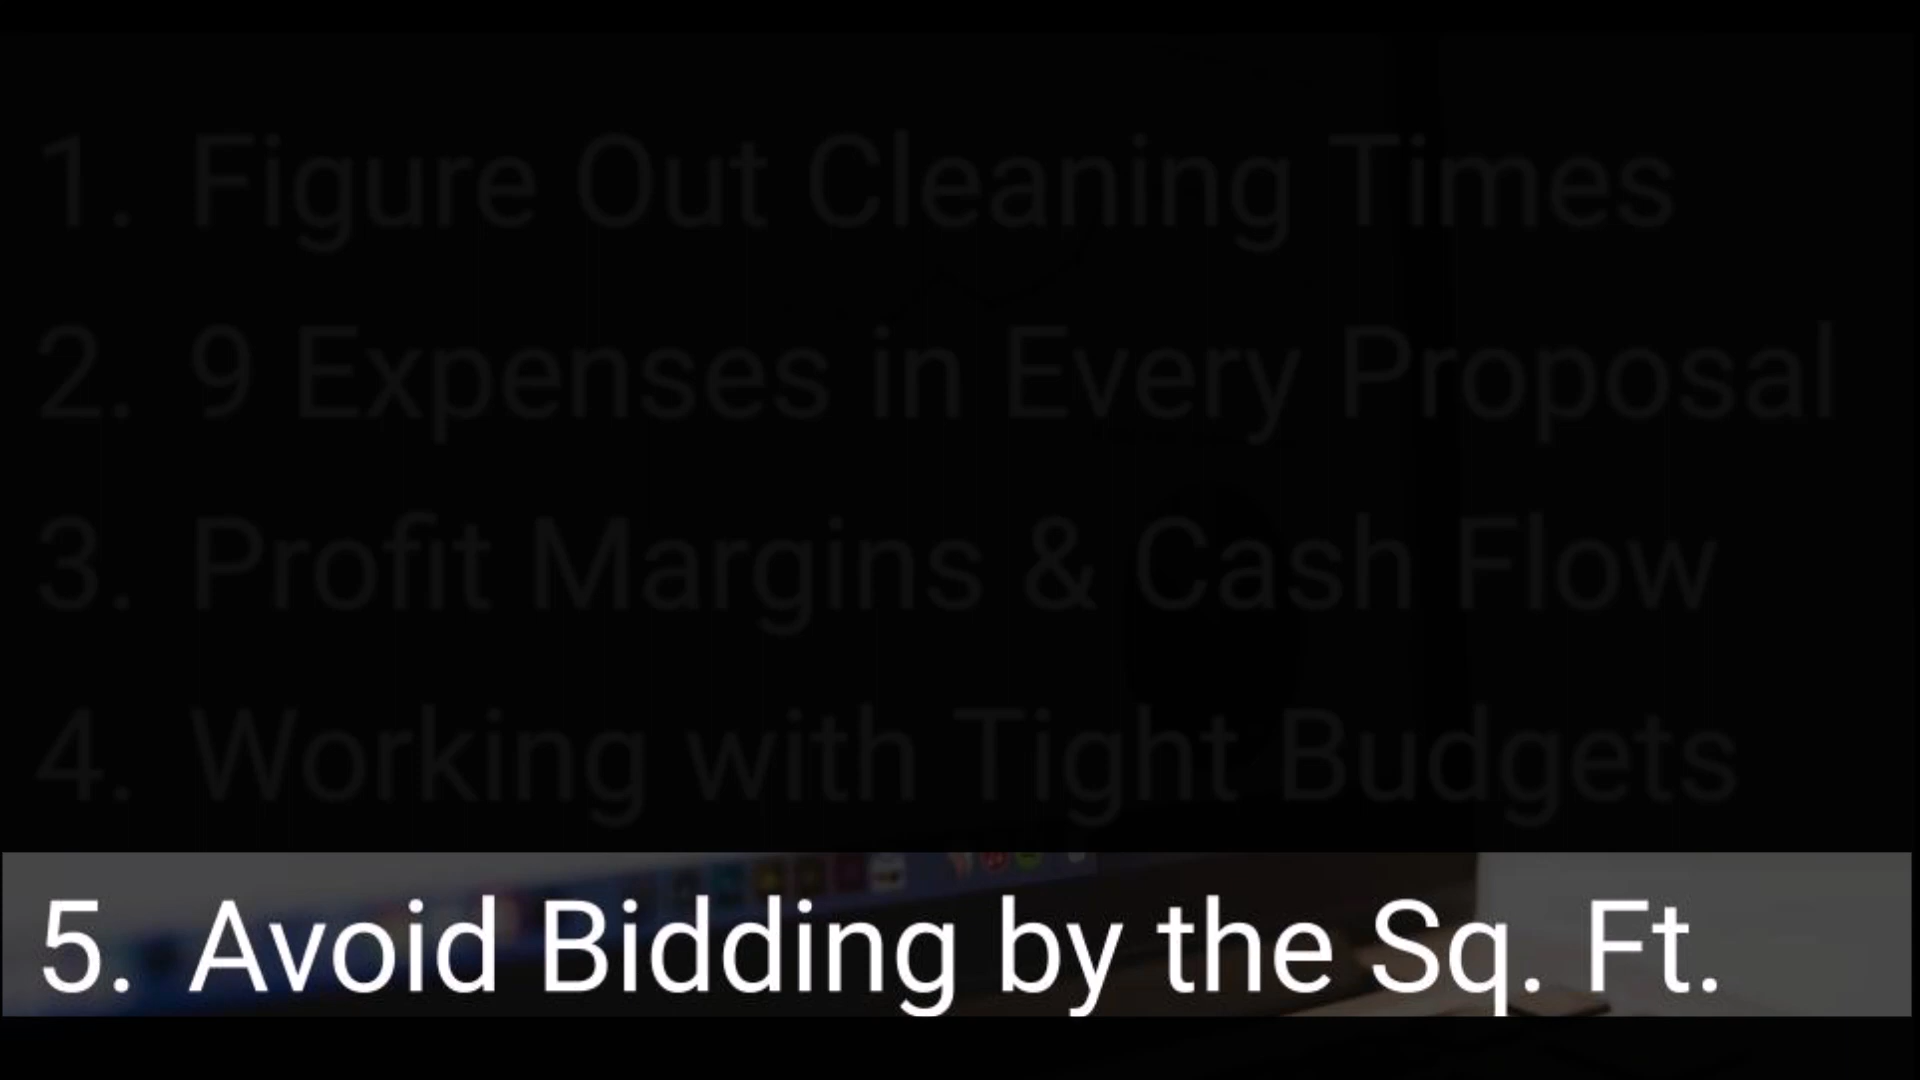 1. Figure Out Cleaning Times
2. 9 Expenses in Every Proposal
3. Profit Margins & Cash Flow
4. Working with Tight Budgets
5. Avoid Bidding by the Sq. Ft.